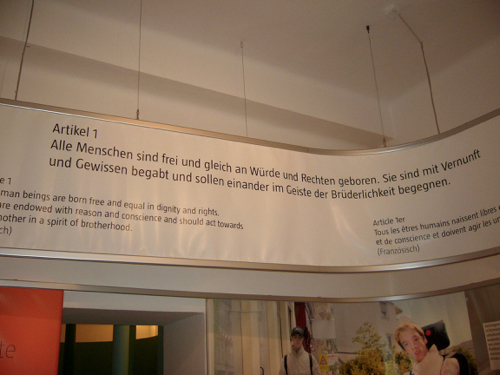 Artikel 1
Alle Menschen sind frei und gleich an Würde und Rechten geboren. Sie sind mit Vernunft
und Gewissen begabt und sollen einander im Geiste der Brüderlichkeit begegnen.
e 1
man beings are born free and equal in dignity and rights.
are endowed with reason and conscience and should act towards
nother in a spirit of brotherhood.
ch)
Article 1er
Tous les êtres humains naissent libres e
et de conscience et doivent agir les un
(Französisch)
te